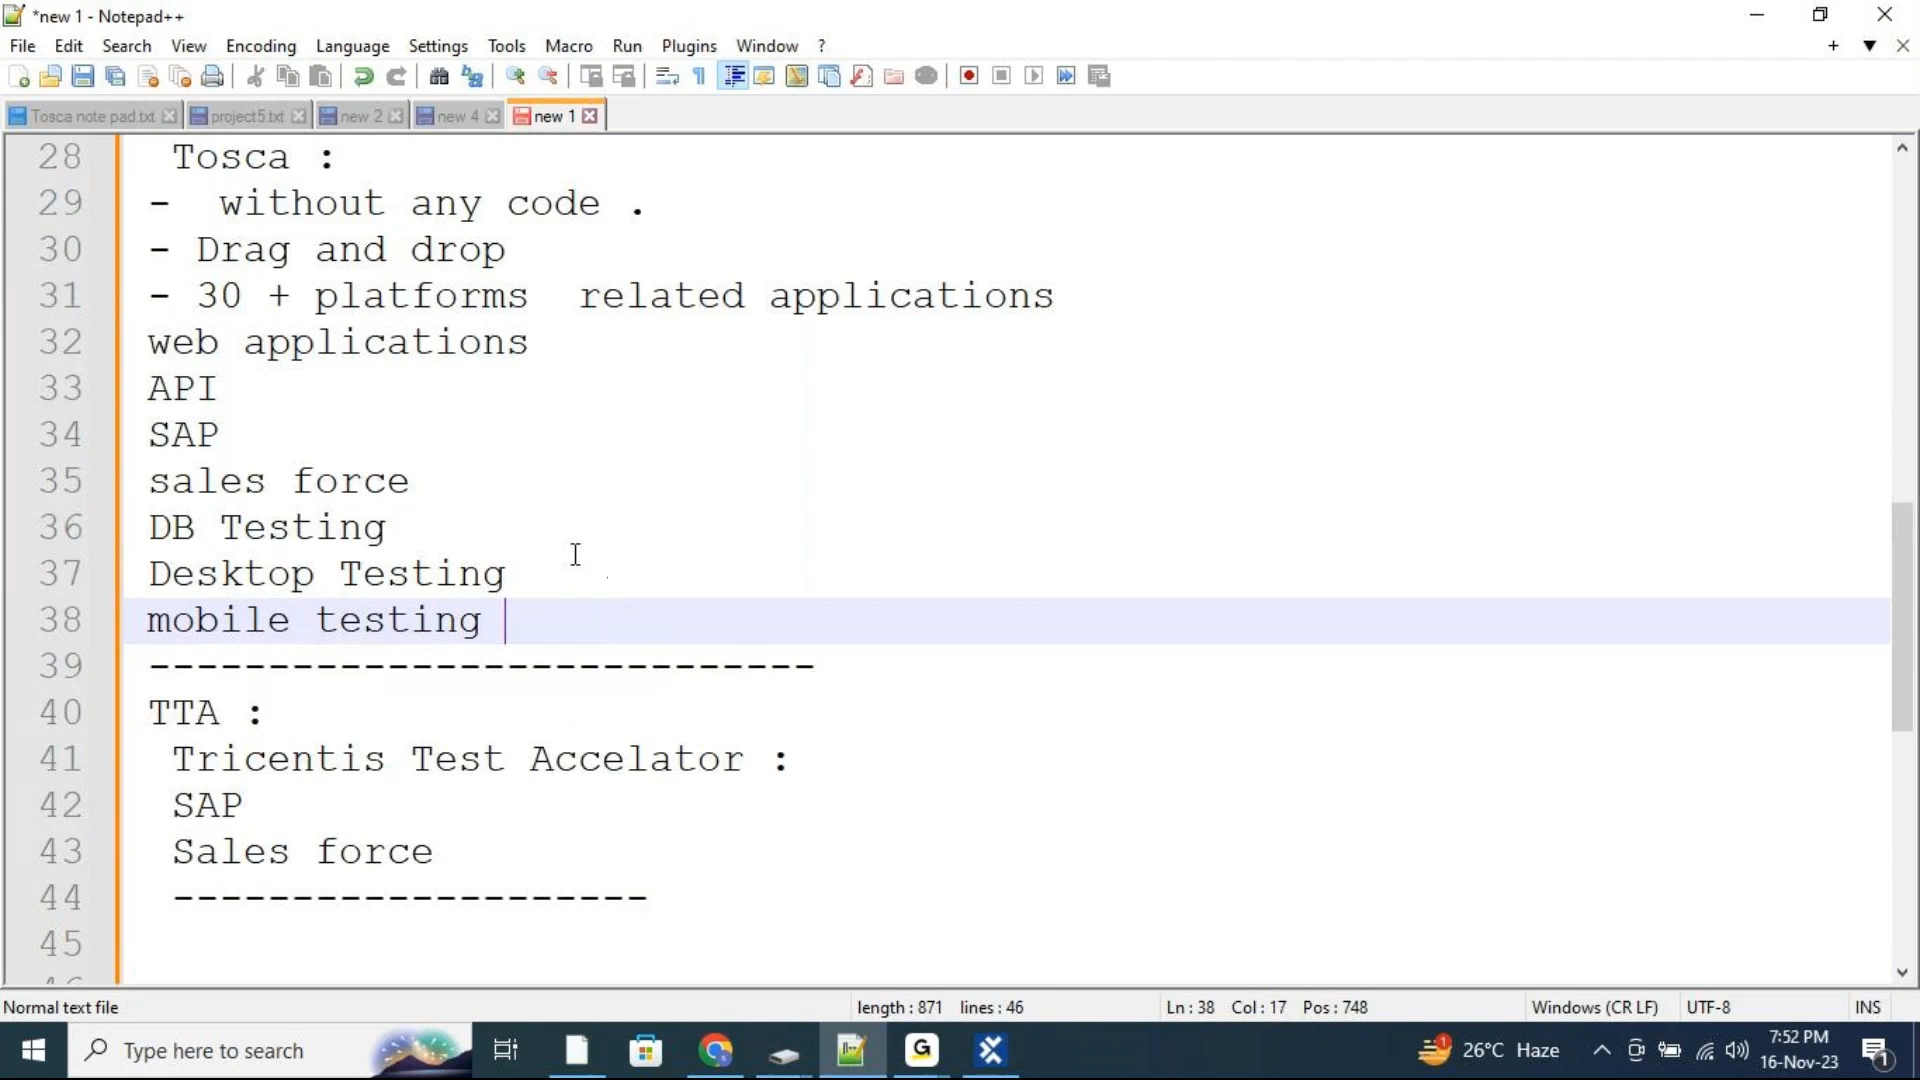 *new 1 - Notepad++
File Edit Search View Encoding Language Settings Tools Macro Run Plugins Window ?
Tosca note pad.txt project5.txt new 2 new 4 new 1
28 Tosca :
29 - without any code .
30 - Drag and drop
31 - 30 + platforms related applications
32 web applications
33 API
34 SAP
35 sales force
36 DB Testing
37 Desktop Testing
38 mobile testing
39 ----------------------------
40 TTA :
41 Tricentis Test Accelator :
42 SAP
43 Sales force
44 --------------------
45
Normal text file length : 871 lines : 46 Ln : 38 Col : 17 Pos : 748 Windows (CR LF) UTF-8 INS
Type here to search 26°C Haze 7:52 PM
16-Nov-23 1